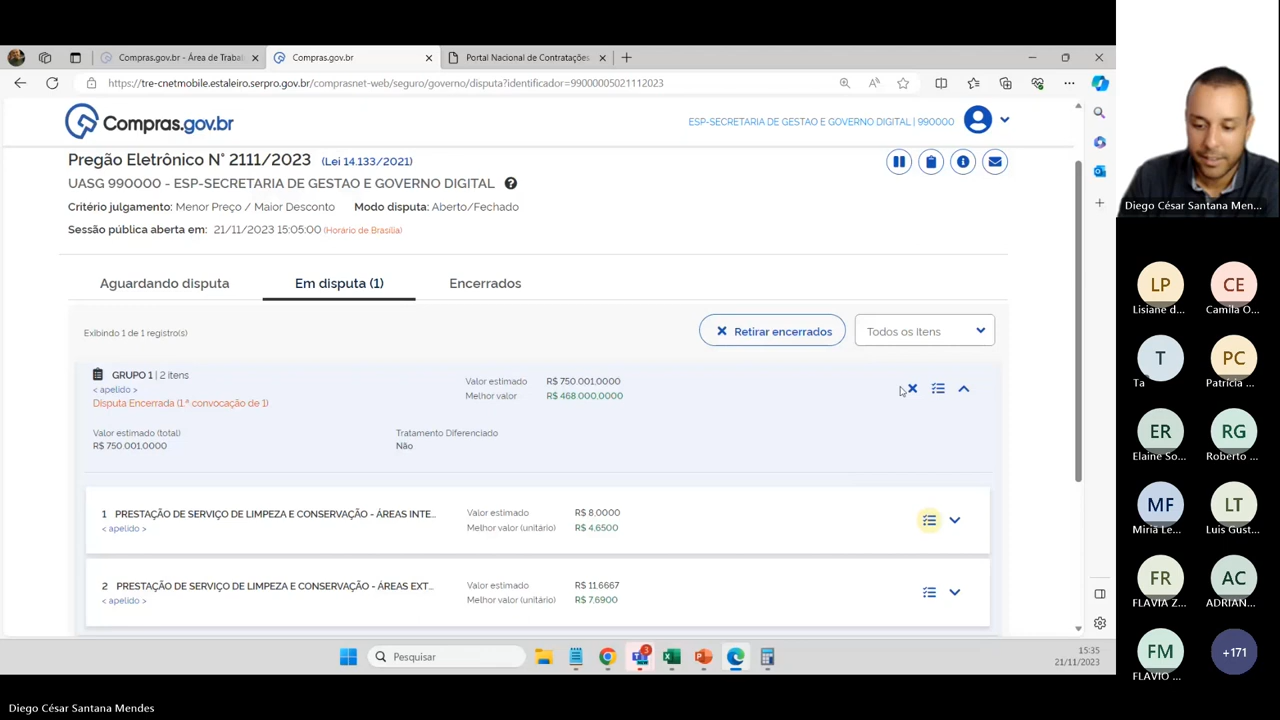 Compras.gov.br - Área de Trabal
Compras.gov.br
Portal Nacional de Contratações
https://tre-cnetmobile.estaleiro.serpro.gov.br/comprasnet-web/seguro/governo/disputa?identificador=99000005021112023
Compras.gov.br
ESP-SECRETARIA DE GESTAO E GOVERNO DIGITAL | 990000
Pregão Eletrônico N° 2111/2023 (Lei 14.133/2021)
UASG 990000 - ESP-SECRETARIA DE GESTAO E GOVERNO DIGITAL
Critério julgamento: Menor Preço / Maior Desconto Modo disputa: Aberto/Fechado
Sessão pública aberta em: 21/11/2023 15:05:00 (Horário de Brasília)
Aguardando disputa Em disputa (1) Encerrados
Exibindo 1 de 1 registro(s) Retirar encerrados Todos os Itens
GRUPO 1 | 2 itens
< apelido >
Disputa Encerrada (1.ª convocação de 1)
Valor estimado R$ 750.001,0000
Melhor valor R$ 468.000,0000
Valor estimado (total) Tratamento Diferenciado
R$ 750.001,0000 Não
1 PRESTAÇÃO DE SERVIÇO DE LIMPEZA E CONSERVAÇÃO - ÁREAS INTE...
< apelido >
Valor estimado R$ 8,0000
Melhor valor (unitário) R$ 4,6500
2 PRESTAÇÃO DE SERVIÇO DE LIMPEZA E CONSERVAÇÃO - ÁREAS EXT...
< apelido >
Valor estimado R$ 11,6667
Melhor valor (unitário) R$ 7,6900
Pesquisar
3
15:35
21/11/2023
Diego César Santana Men...
LP CE
Lisiane d... Camila O...
T PC
Ta Patrícia ...
ER RG
Elaine So... Roberto ...
MF LT
Miriã Le... Luis Gust...
FR AC
FLAVIA Z... ADRIAN...
FM +171
FLAVIO ...
Diego César Santana Mendes